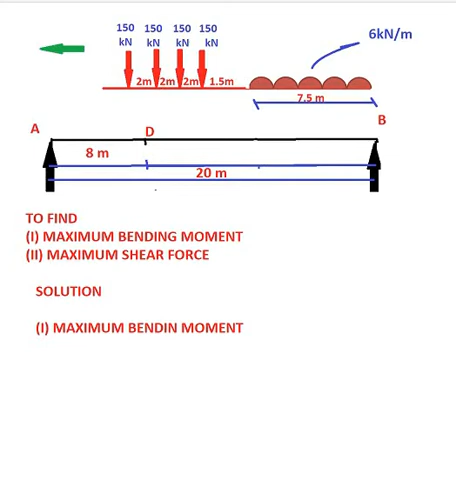 150 150 150 150
kN kN kN kN
6kN/m
2m 2m 2m 1.5m
7.5 m
A D B
8 m
20 m
TO FIND
(I) MAXIMUM BENDING MOMENT
(II) MAXIMUM SHEAR FORCE
SOLUTION
(I) MAXIMUM BENDIN MOMENT